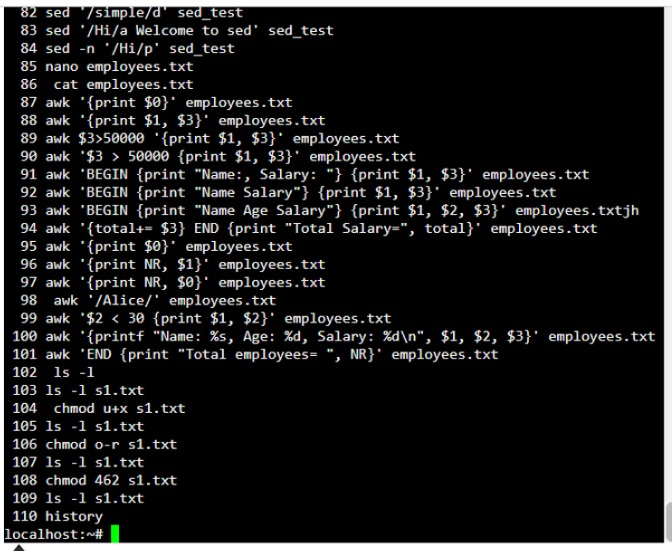 82 sed '/simple/d' sed_test
83 sed '/Hi/a Welcome to sed' sed_test
84 sed -n '/Hi/p' sed_test
85 nano employees.txt
86  cat employees.txt
87 awk '{print $0}' employees.txt
88 awk '{print $1, $3}' employees.txt
89 awk $3>50000 '{print $1, $3}' employees.txt
90 awk '$3 > 50000 {print $1, $3}' employees.txt
91 awk 'BEGIN {print "Name:, Salary: "} {print $1, $3}' employees.txt
92 awk 'BEGIN {print "Name Salary"} {print $1, $3}' employees.txt
93 awk 'BEGIN {print "Name Age Salary"} {print $1, $2, $3}' employees.txtjh
94 awk '{total+= $3} END {print "Total Salary=", total}' employees.txt
95 awk '{print $0}' employees.txt
96 awk '{print NR, $1}' employees.txt
97 awk '{print NR, $0}' employees.txt
98  awk '/Alice/' employees.txt
99 awk '$2 < 30 {print $1, $2}' employees.txt
100 awk '{printf "Name: %s, Age: %d, Salary: %d\n", $1, $2, $3}' employees.txt
101 awk 'END {print "Total employees= ", NR}' employees.txt
102  ls -l
103 ls -l s1.txt
104  chmod u+x s1.txt
105 ls -l s1.txt
106 chmod o-r s1.txt
107 ls -l s1.txt
108 chmod 462 s1.txt
109 ls -l s1.txt
110 history
localhost:~#